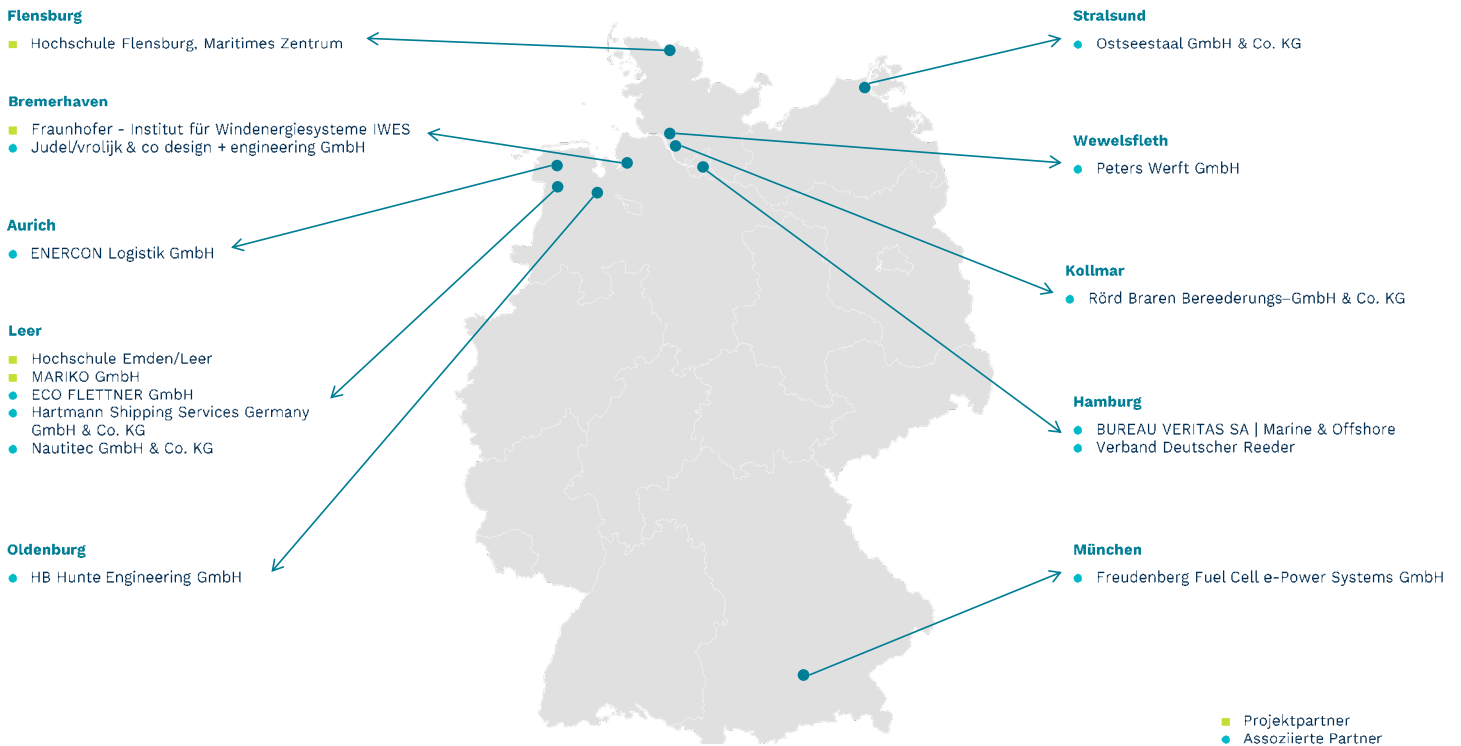 Flensburg
Hochschule Flensburg, Maritimes Zentrum
Bremerhaven
Fraunhofer - Institut für Windenergiesysteme IWES
Judel/vrolijk & co design + engineering GmbH
Aurich
ENERCON Logistik GmbH
Leer
Hochschule Emden/Leer
MARIKO GmbH
ECO FLETTNER GmbH
Hartmann Shipping Services Germany
GmbH & Co. KG
Nautitec GmbH & Co. KG
Oldenburg
HB Hunte Engineering GmbH
Stralsund
Ostseestaal GmbH & Co. KG
Wewelsfleth
Peters Werft GmbH
Kollmar
Rörd Braren Bereederungs–GmbH & Co. KG
Hamburg
BUREAU VERITAS SA | Marine & Offshore
Verband Deutscher Reeder
München
Freudenberg Fuel Cell e-Power Systems GmbH
Projektpartner
Assoziierte Partner